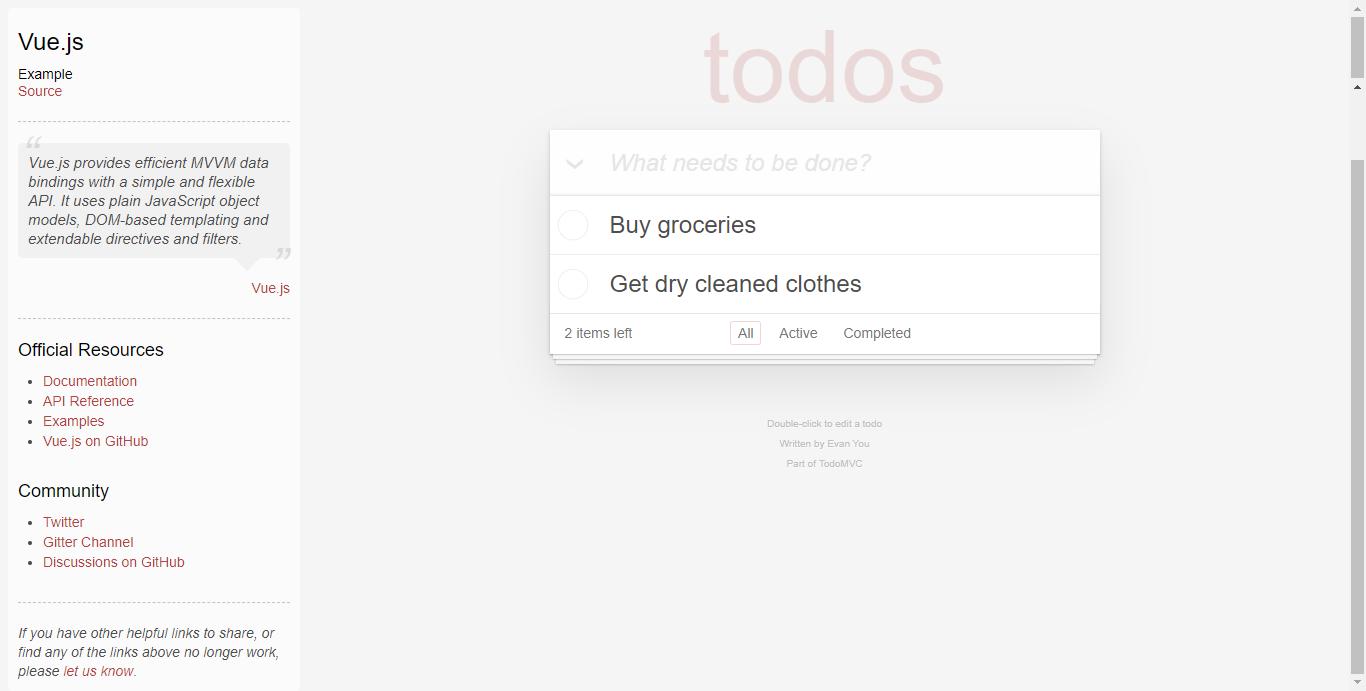 Vue.js
Example
Source
“
Vue.js provides efficient MVVM data
bindings with a simple and flexible
API. It uses plain JavaScript object
models, DOM-based templating and
extendable directives and filters.
”
Vue.js
Official Resources
Documentation
API Reference
Examples
Vue.js on GitHub
Community
Twitter
Gitter Channel
Discussions on GitHub
If you have other helpful links to share, or
find any of the links above no longer work,
please let us know.
todos
What needs to be done?
Buy groceries
Get dry cleaned clothes
2 items left All Active Completed
Double-click to edit a todo
Written by Evan You
Part of TodoMVC